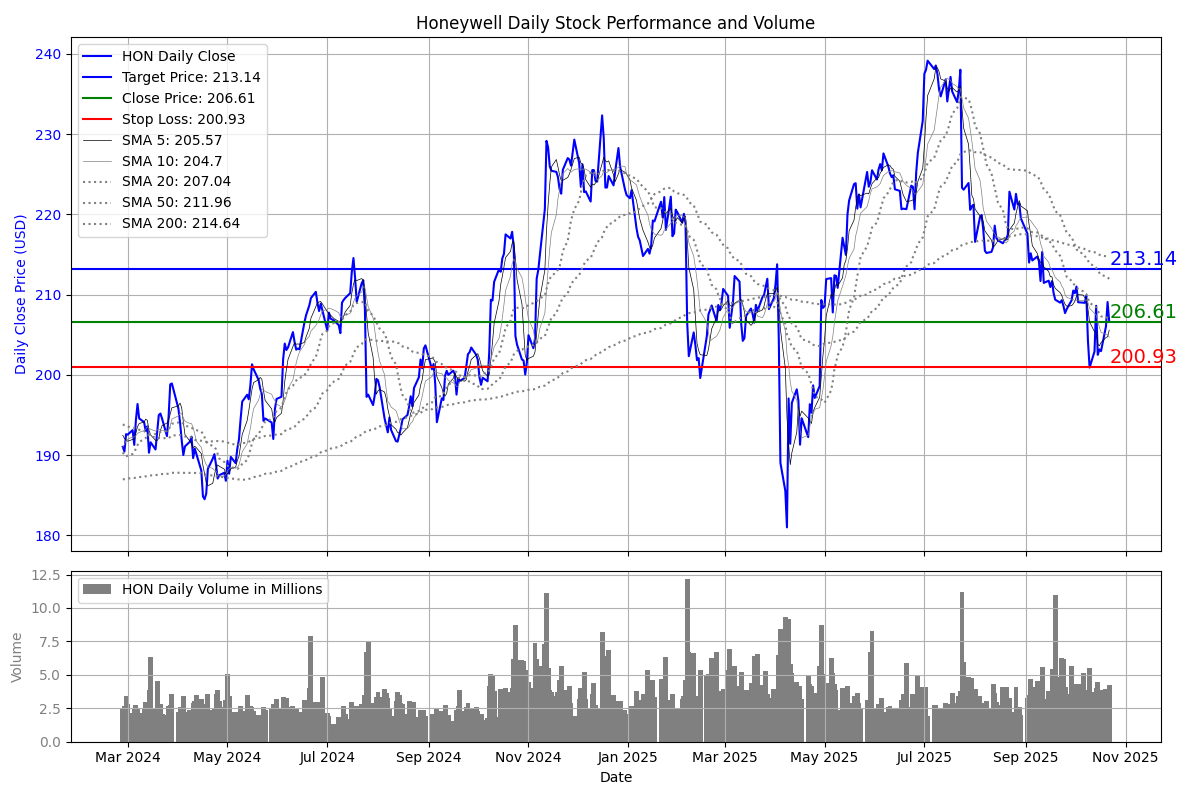 Honeywell Daily Stock Performance and Volume
Daily Close Price (USD)
240
230
220
210
200
190
180
HON Daily Close
Target Price: 213.14
Close Price: 206.61
Stop Loss: 200.93
SMA 5: 205.57
SMA 10: 204.7
SMA 20: 207.04
SMA 50: 211.96
SMA 200: 214.64
213.14
206.61
200.93
Volume
12.5
10.0
7.5
5.0
2.5
0.0
HON Daily Volume in Millions
Mar 2024 May 2024 Jul 2024 Sep 2024 Nov 2024 Jan 2025 Mar 2025 May 2025 Jul 2025 Sep 2025 Nov 2025
Date